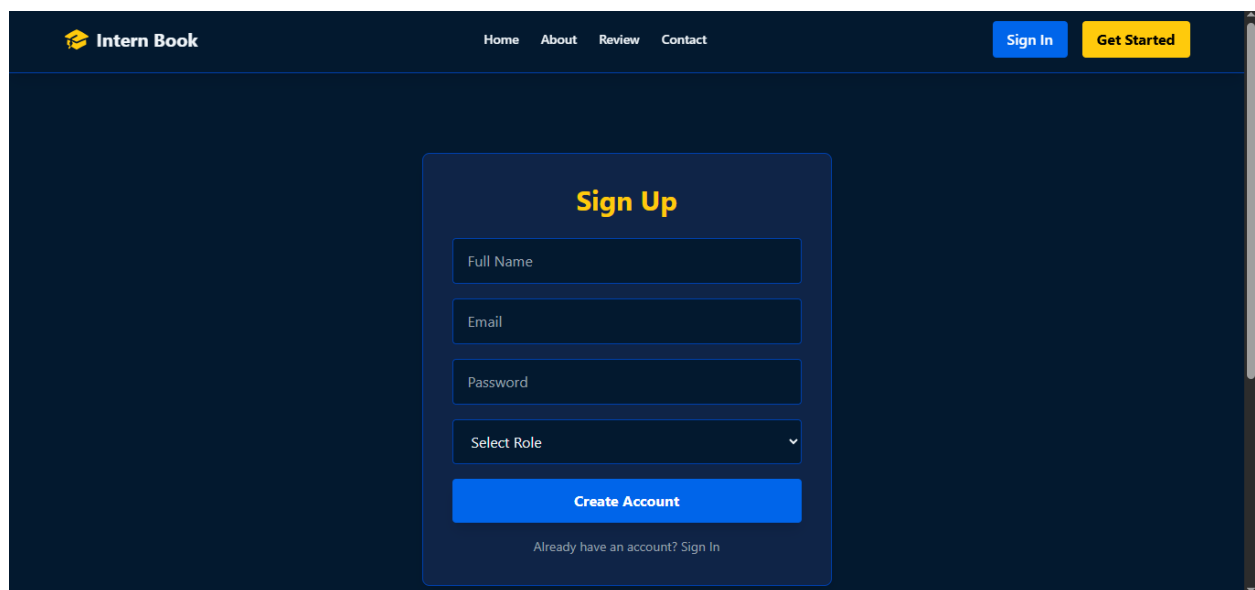 Intern Book Home About Review Contact Sign In Get Started
Sign Up
Full Name
Email
Password
Select Role
Create Account
Already have an account? Sign In